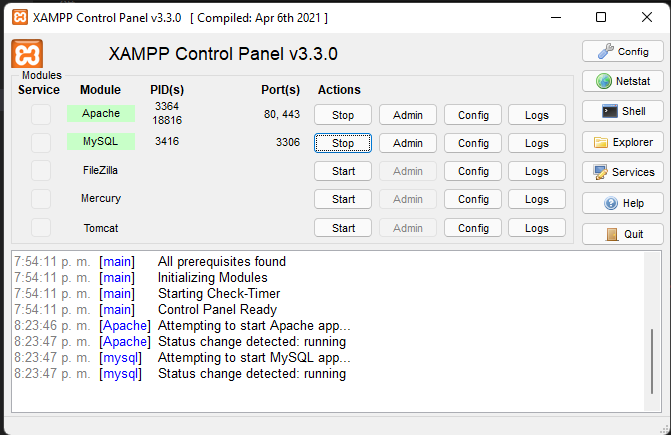 XAMPP Control Panel v3.3.0 [ Compiled: Apr 6th 2021 ]
XAMPP Control Panel v3.3.0
Config
Modules
Service Module PID(s) Port(s) Actions
Netstat
Apache 3364 18816 80, 443 Stop Admin Config Logs
Shell
MySQL 3416 3306 Stop Admin Config Logs
Explorer
FileZilla Start Admin Config Logs
Services
Mercury Start Admin Config Logs
Help
Tomcat Start Admin Config Logs
Quit
7:54:11 p. m. [main] All prerequisites found
7:54:11 p. m. [main] Initializing Modules
7:54:11 p. m. [main] Starting Check-Timer
7:54:11 p. m. [main] Control Panel Ready
8:23:46 p. m. [Apache] Attempting to start Apache app...
8:23:47 p. m. [Apache] Status change detected: running
8:23:47 p. m. [mysql] Attempting to start MySQL app...
8:23:47 p. m. [mysql] Status change detected: running